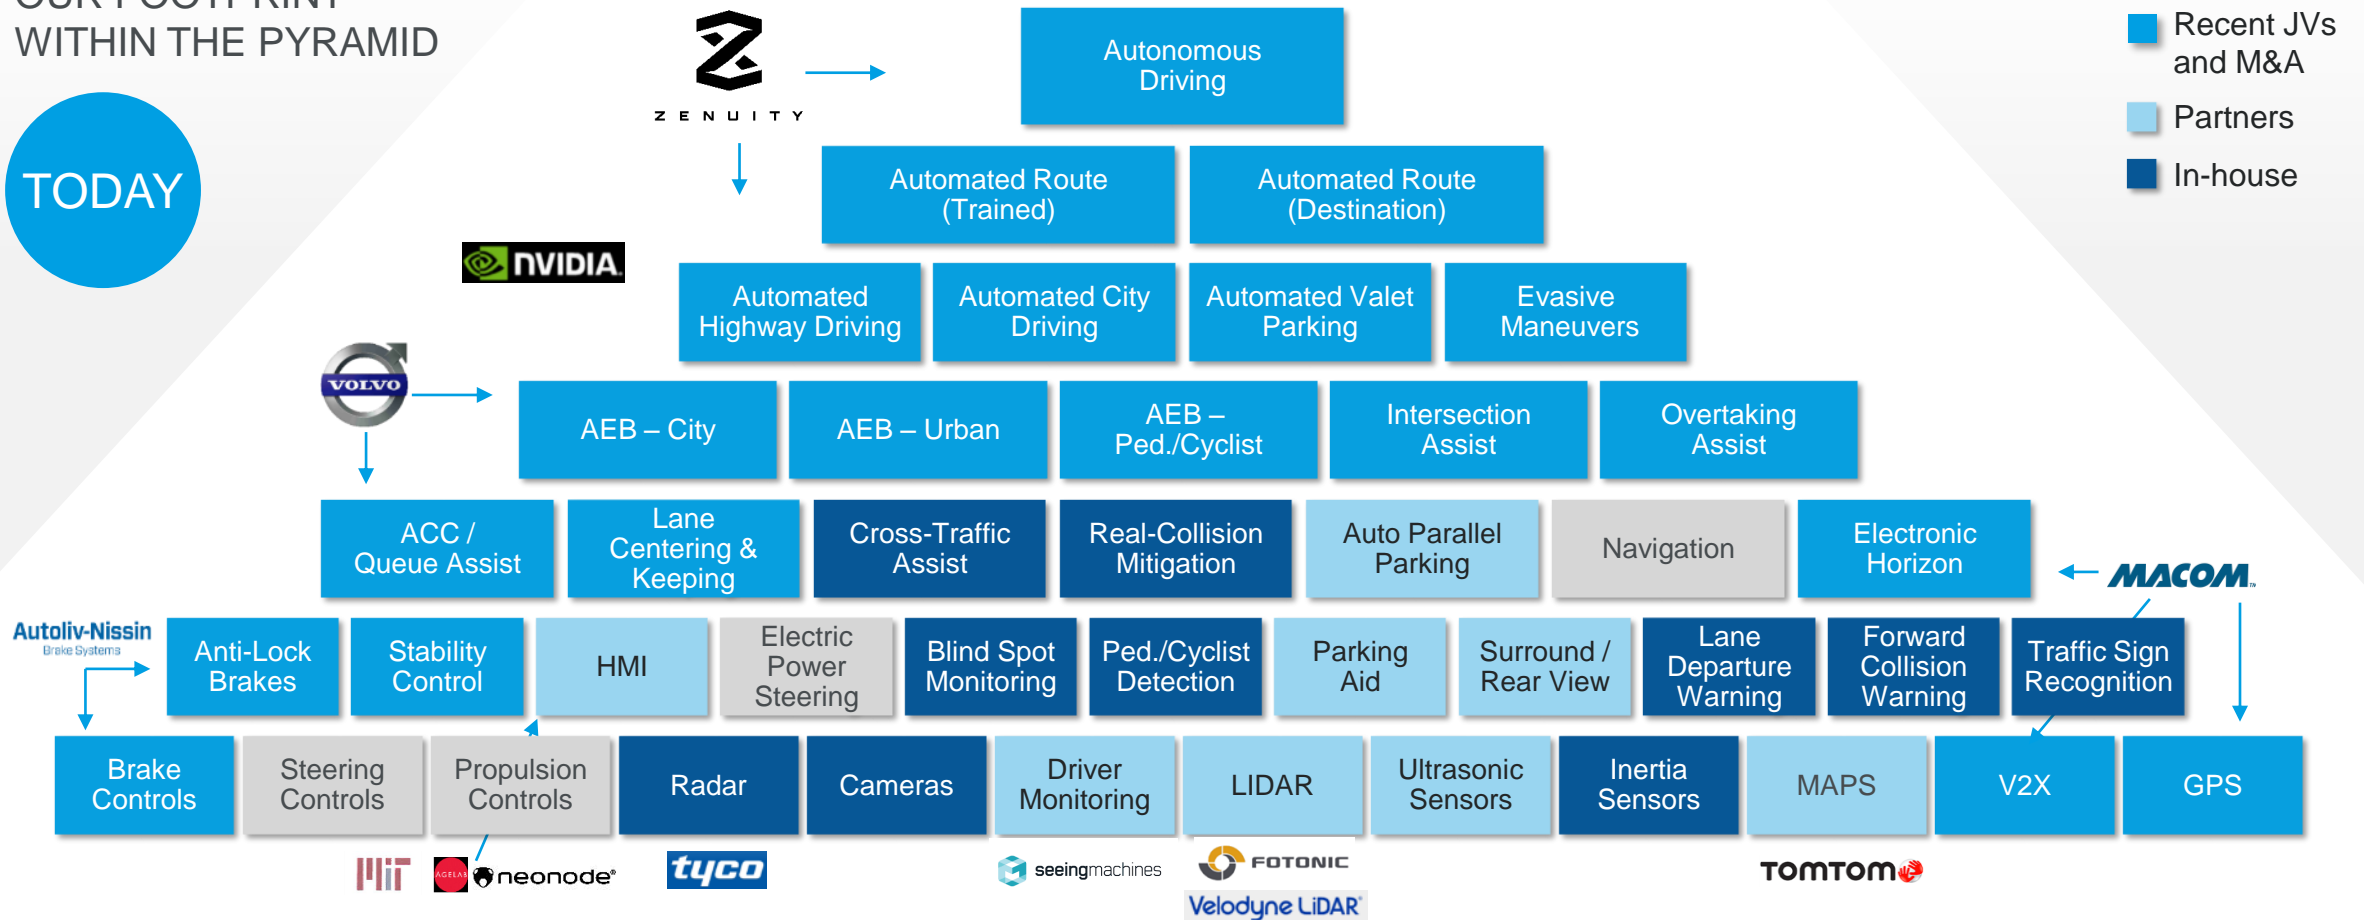 OUR FOOTPRINT
WITHIN THE PYRAMID
TODAY
Recent JVs
and M&A
Partners
In-house
ZENUITY
Autonomous
Driving
Automated Route
(Trained)
Automated Route
(Destination)
NVIDIA.
Automated
Highway Driving
Automated City
Driving
Automated Valet
Parking
Evasive
Maneuvers
VOLVO
AEB – City
AEB – Urban
AEB –
Ped./Cyclist
Intersection
Assist
Overtaking
Assist
ACC /
Queue Assist
Lane
Centering &
Keeping
Cross-Traffic
Assist
Real-Collision
Mitigation
Auto Parallel
Parking
Navigation
Electronic
Horizon
MACOM™
Autoliv-Nissin
Brake Systems
Anti-Lock
Brakes
Stability
Control
HMI
Electric
Power
Steering
Blind Spot
Monitoring
Ped./Cyclist
Detection
Parking
Aid
Surround /
Rear View
Lane
Departure
Warning
Forward
Collision
Warning
Traffic Sign
Recognition
Brake
Controls
Steering
Controls
Propulsion
Controls
Radar
Cameras
Driver
Monitoring
LIDAR
Ultrasonic
Sensors
Inertia
Sensors
MAPS
V2X
GPS
MIT
AGELAB
neonode®
tyco
seeingmachines
FOTONIC
Velodyne LiDAR®
TOMTOM